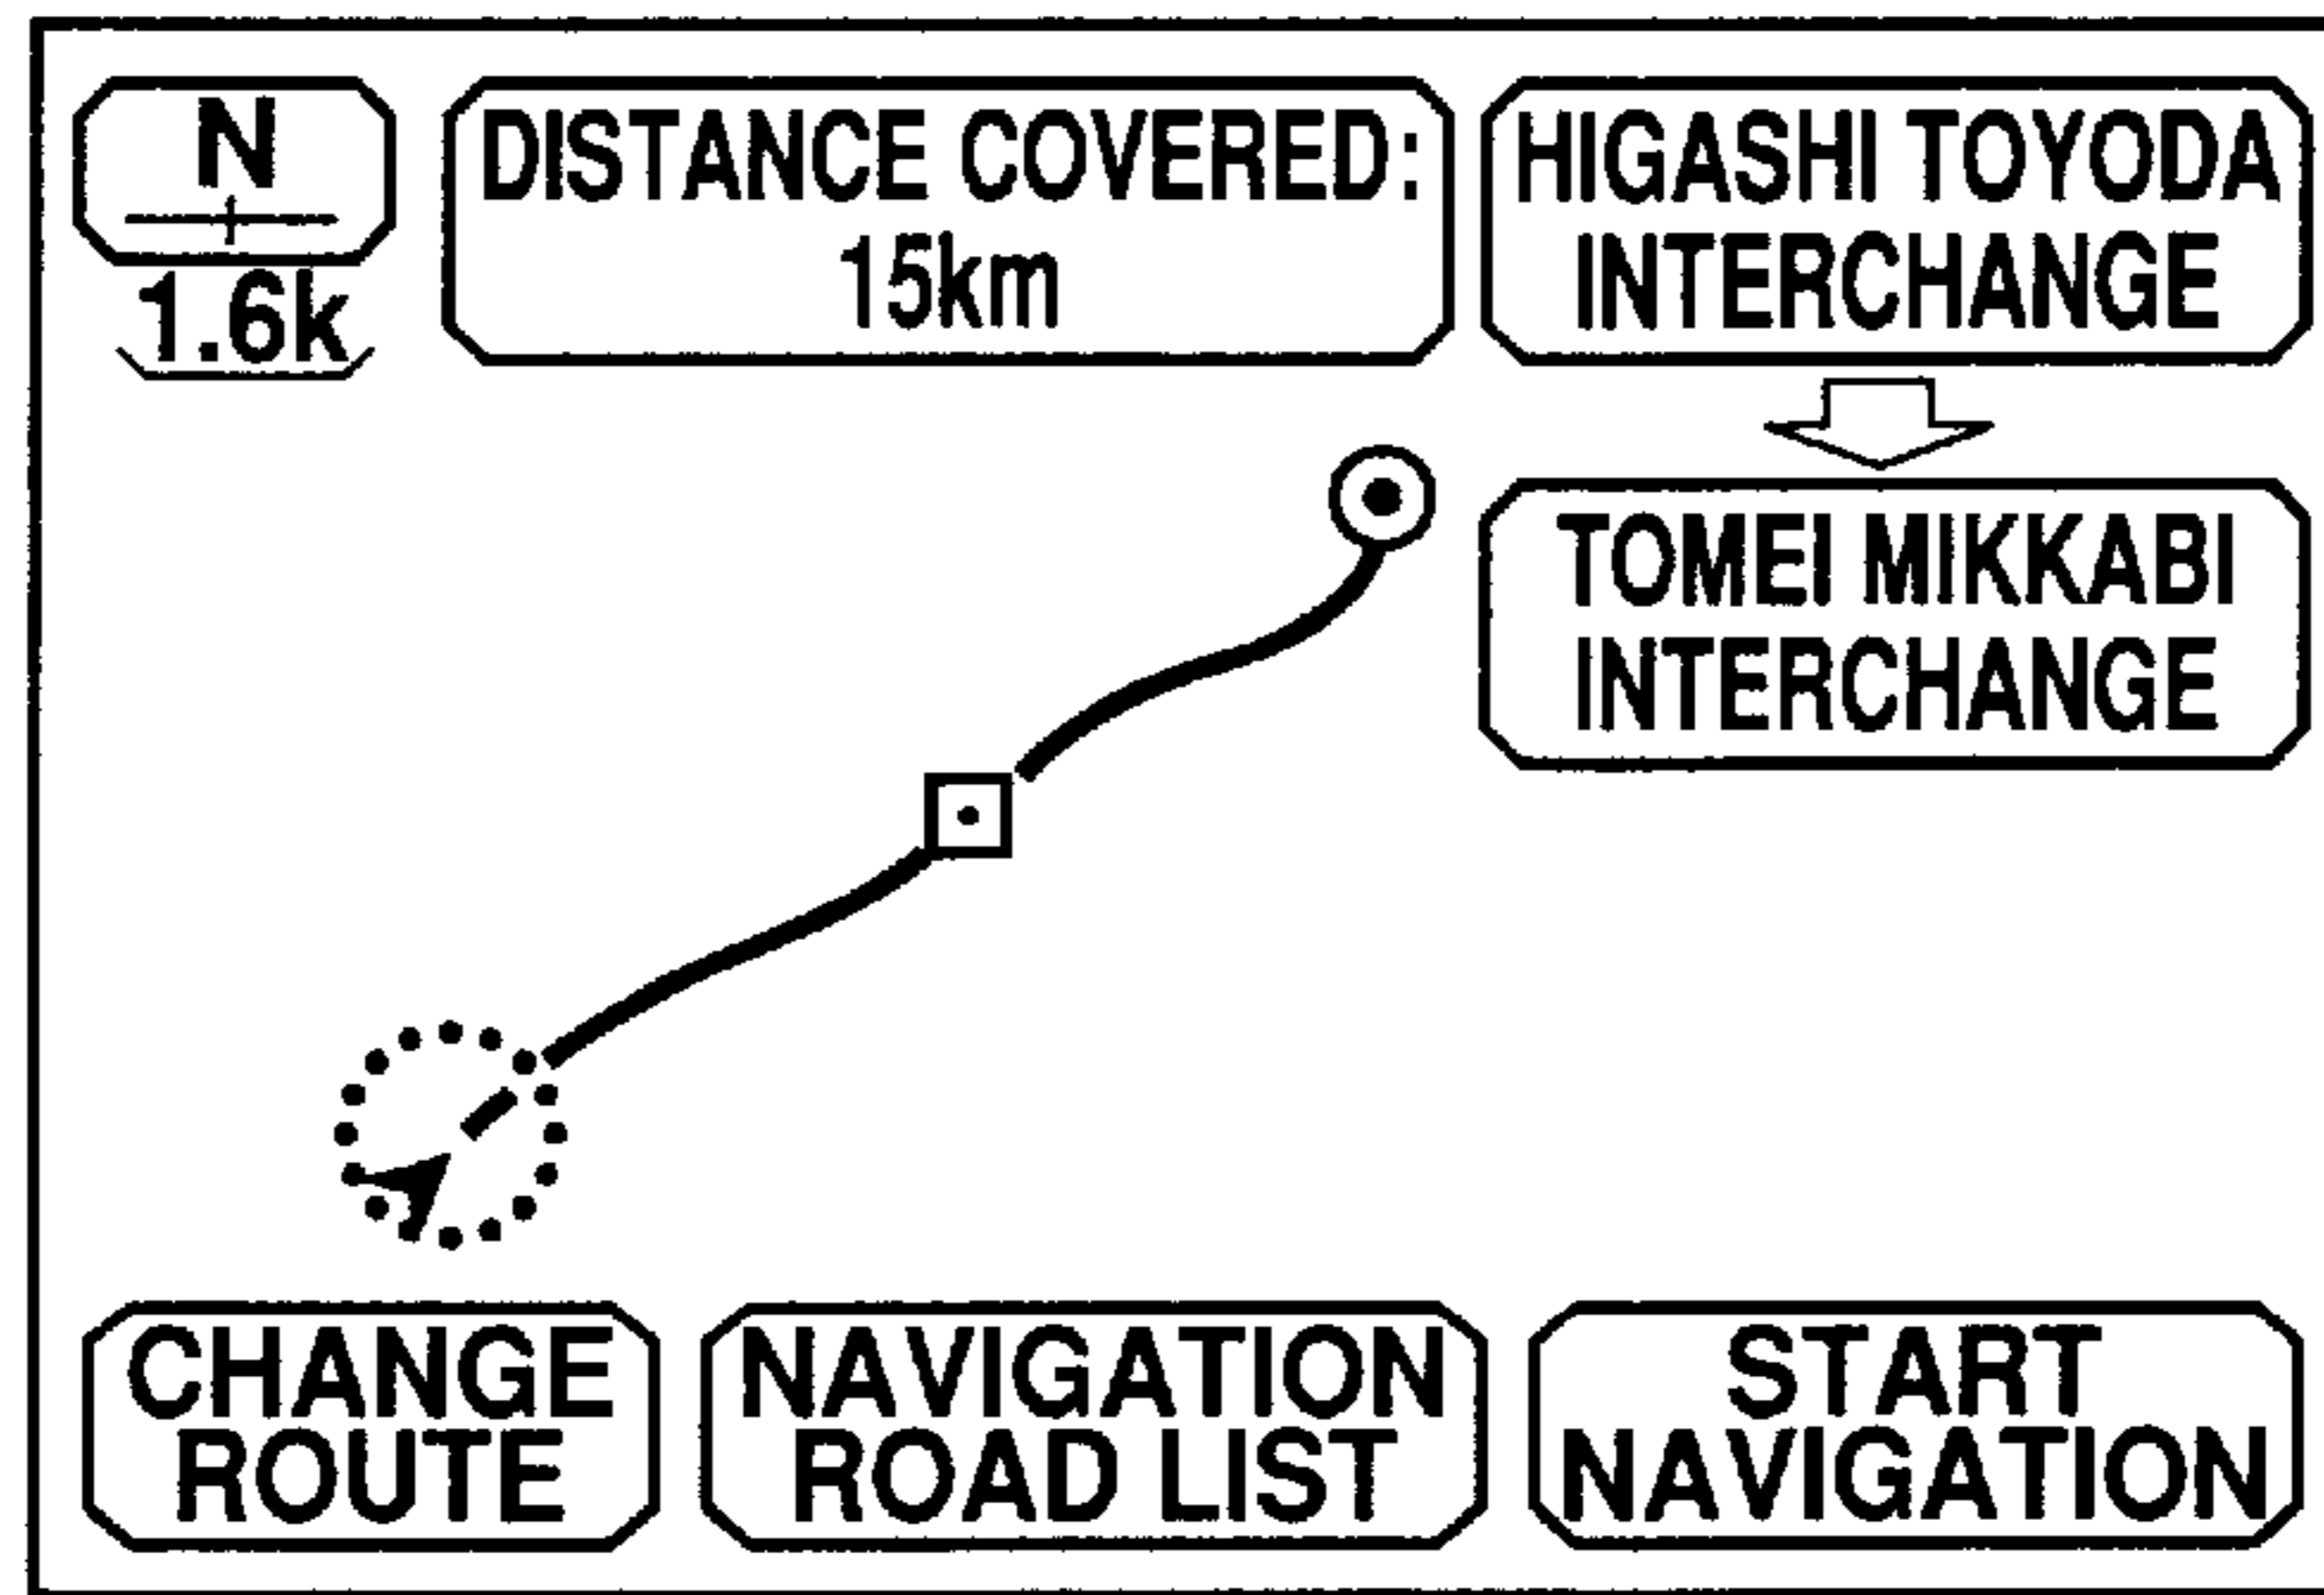 N
1.6k
DISTANCE COVERED:
15km
HIGASHI TOYODA
INTERCHANGE
TOMEI MIKKABI
INTERCHANGE
CHANGE
ROUTE
NAVIGATION
ROAD LIST
START
NAVIGATION